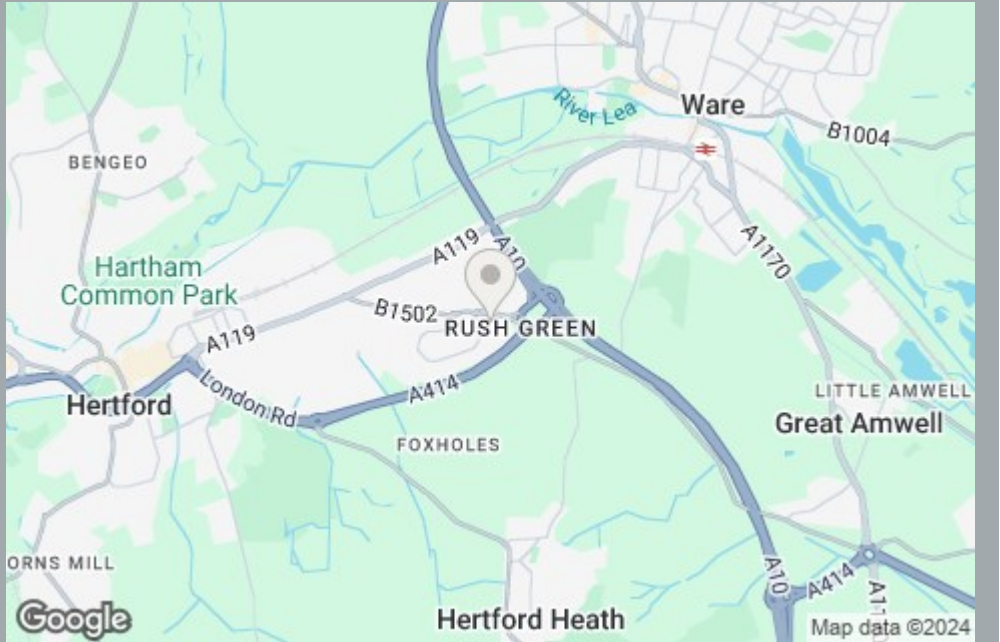 River Lea
Ware
B1004
BENGEO
A119
A10
A1170
Hartham
Common Park
B1502
RUSH GREEN
A119
A414
London Rd
LITTLE AMWELL
Hertford
Great Amwell
FOXHOLES
ORNS MILL
A10
A414
A11
Google
Hertford Heath
Map data ©2024